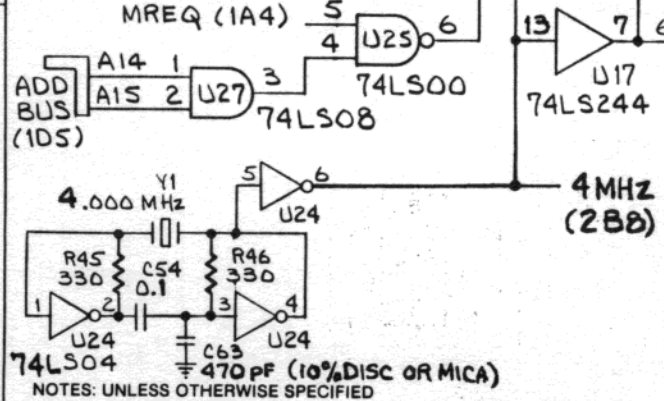 MREQ (1A4)
5
4
6
U25
74LS00
13
7
6
U17
74LS244
A14
1
ADD
BUS
(1D5)
A15
2
U27
3
74LS08
4.000 MHz
Y1
5
6
U24
4MHz
(2B8)
R45
330
C54
0.1
R46
330
1
2
U24
74LS04
3
4
U24
C63
470 pF (10% DISC OR MICA)
NOTES: UNLESS OTHERWISE SPECIFIED